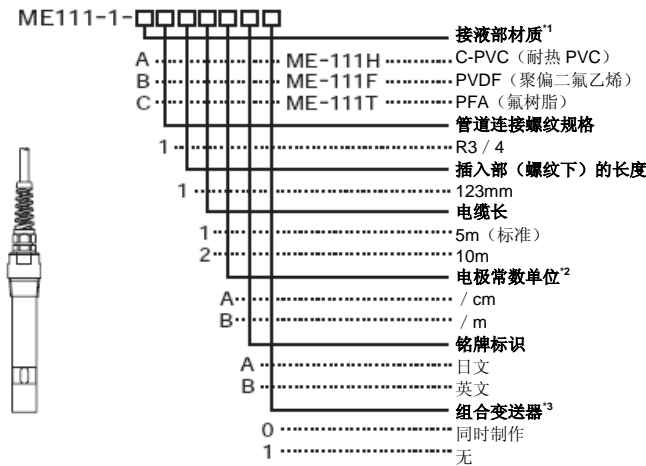 ME111-1-□□□□□□□
接液部材质*1
A ME-111H C-PVC（耐热 PVC）
B ME-111F PVDF（聚偏二氟乙烯）
C ME-111T PFA（氟树脂）
管道连接螺纹规格
1 R3 / 4
插入部（螺纹下）的长度
1 123mm
电缆长
1 5m（标准）
2 10m
电极常数单位*2
A / cm
B / m
铭牌标识
A 日文
B 英文
组合变送器*3
0 同时制作
1 无